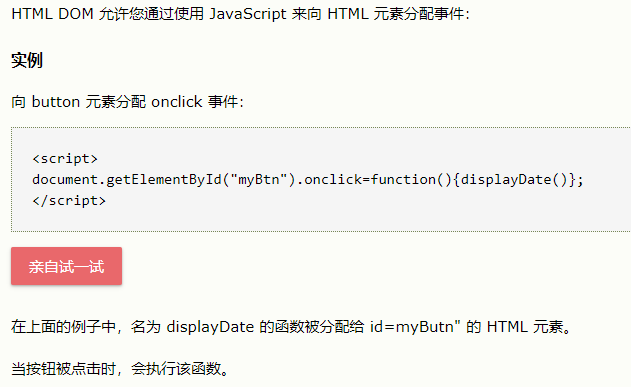 HTML DOM 允许您通过使用 JavaScript 来向 HTML 元素分配事件：
实例
向 button 元素分配 onclick 事件：
<script>
document.getElementById("myBtn").onclick=function(){displayDate()};
</script>
亲自试一试
在上面的例子中，名为 displayDate 的函数被分配给 id=myButn" 的 HTML 元素。
当按钮被点击时，会执行该函数。